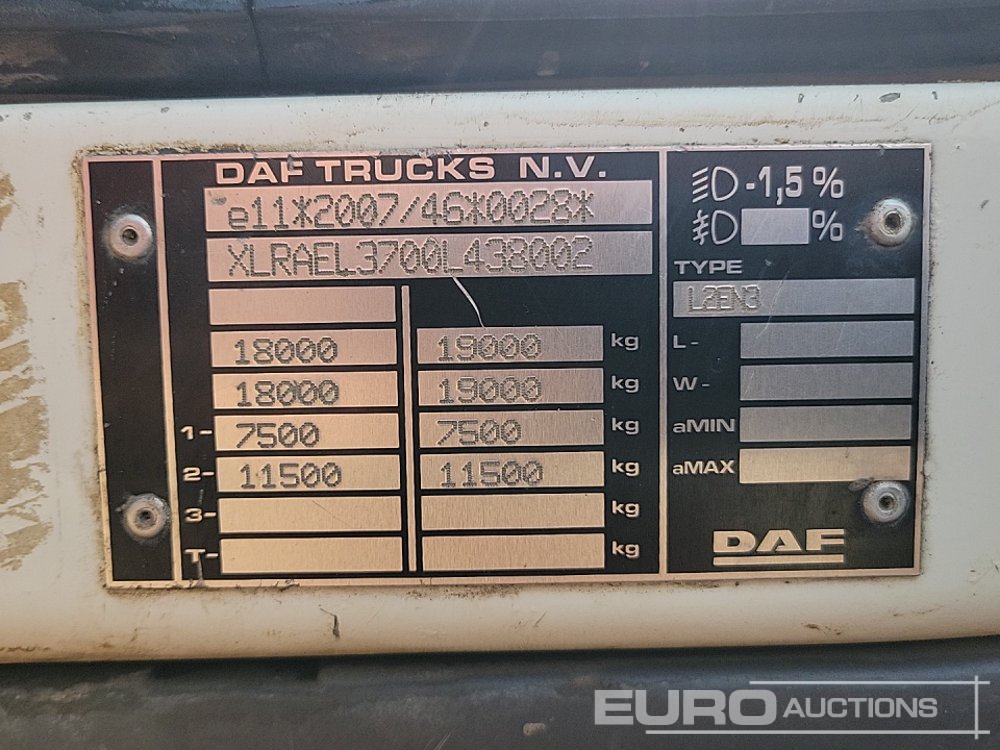 DAF TRUCKS N.V.
e11*2007/46*0028*
XLRAEL3700L438002
18000 19000 kg
18000 19000 kg
1- 7500 7500 kg
2- 11500 11500 kg
3- kg
T- kg
-1,5 %
%
TYPE
L2EN3
L-
W-
aMIN
aMAX
DAF
EURO AUCTIONS